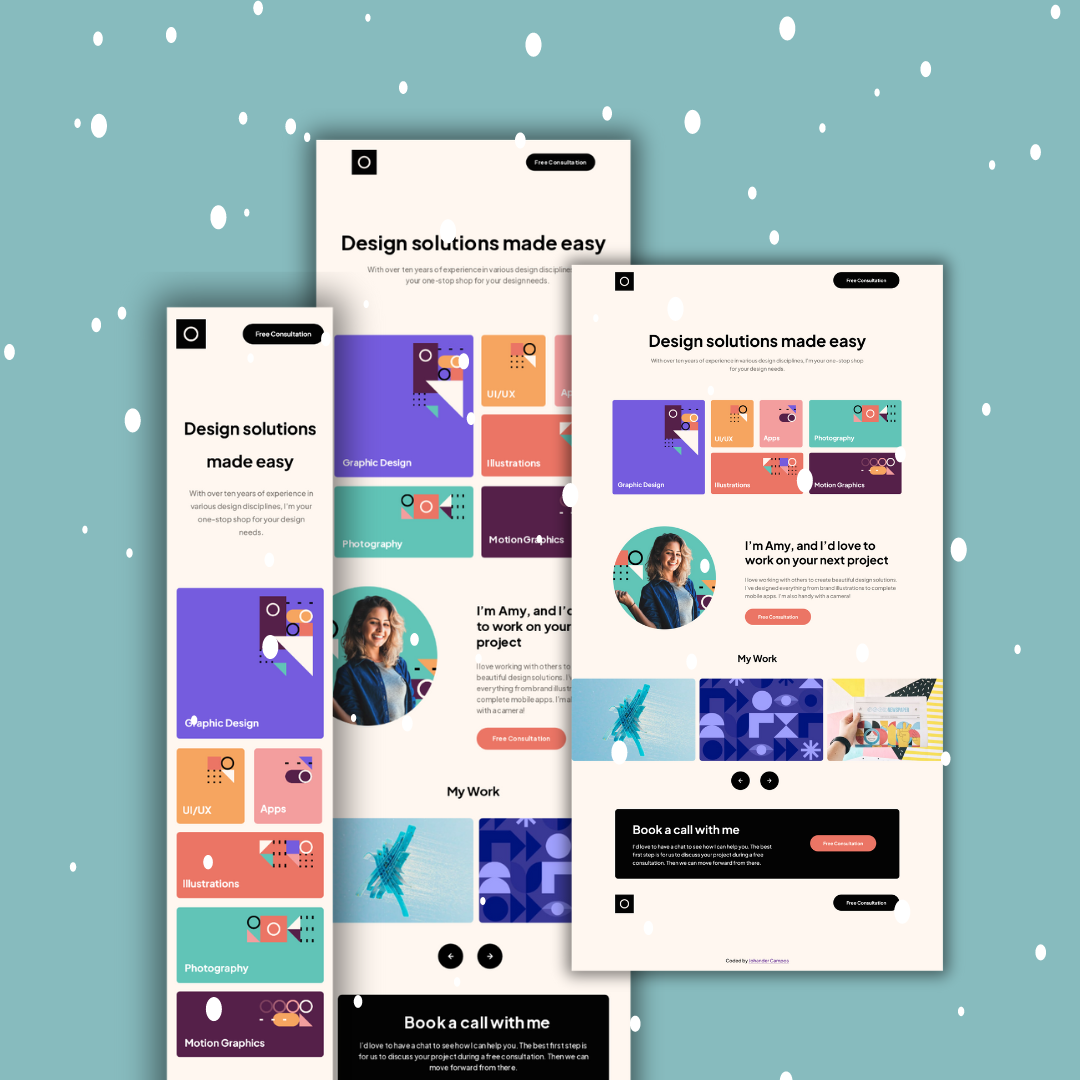 Free Consultation
Design solutions made easy
With over ten years of experience in various design
your one-stop shop for your design needs.
Graphic Design
UI/UX
Ap
Illustrations
Photography
Motion Graphics
I'm Amy, and I'd
to work on your
project
I love working with others to
beautiful design solutions. I'v
everything from brand illustr
complete mobile apps. I'm al
with a camera!
Free Consultation
My Work
Book a call with me
I'd love to have a chat to see how I can help you. The best first step is
for us to discuss your project during a free consultation. Then we can
move forward from there.
Free Consultation
Design solutions
made easy
With over ten years of experience in
various design disciplines, I'm your
one-stop shop for your design
needs.
Graphic Design
UI/UX
Apps
Illustrations
Photography
Motion Graphics
Free Consultation
Design solutions made easy
With over ten years of experience in various design disciplines, I'm your one-stop shop
for your design needs.
Graphic Design
UI/UX
Apps
Photography
Illustrations
Motion Graphics
I'm Amy, and I'd love to
work on your next project
I love working with others to create beautiful design solutions.
I've designed everything from brand illustrations to complete
mobile apps. I'm also handy with a camera!
Free Consultation
My Work
Book a call with me
I'd love to have a chat to see how I can help you. The best
first step is for us to discuss your project during a free
consultation. Then we can move forward from there.
Free Consultation
Free Consultation
Coded by Johander Campos